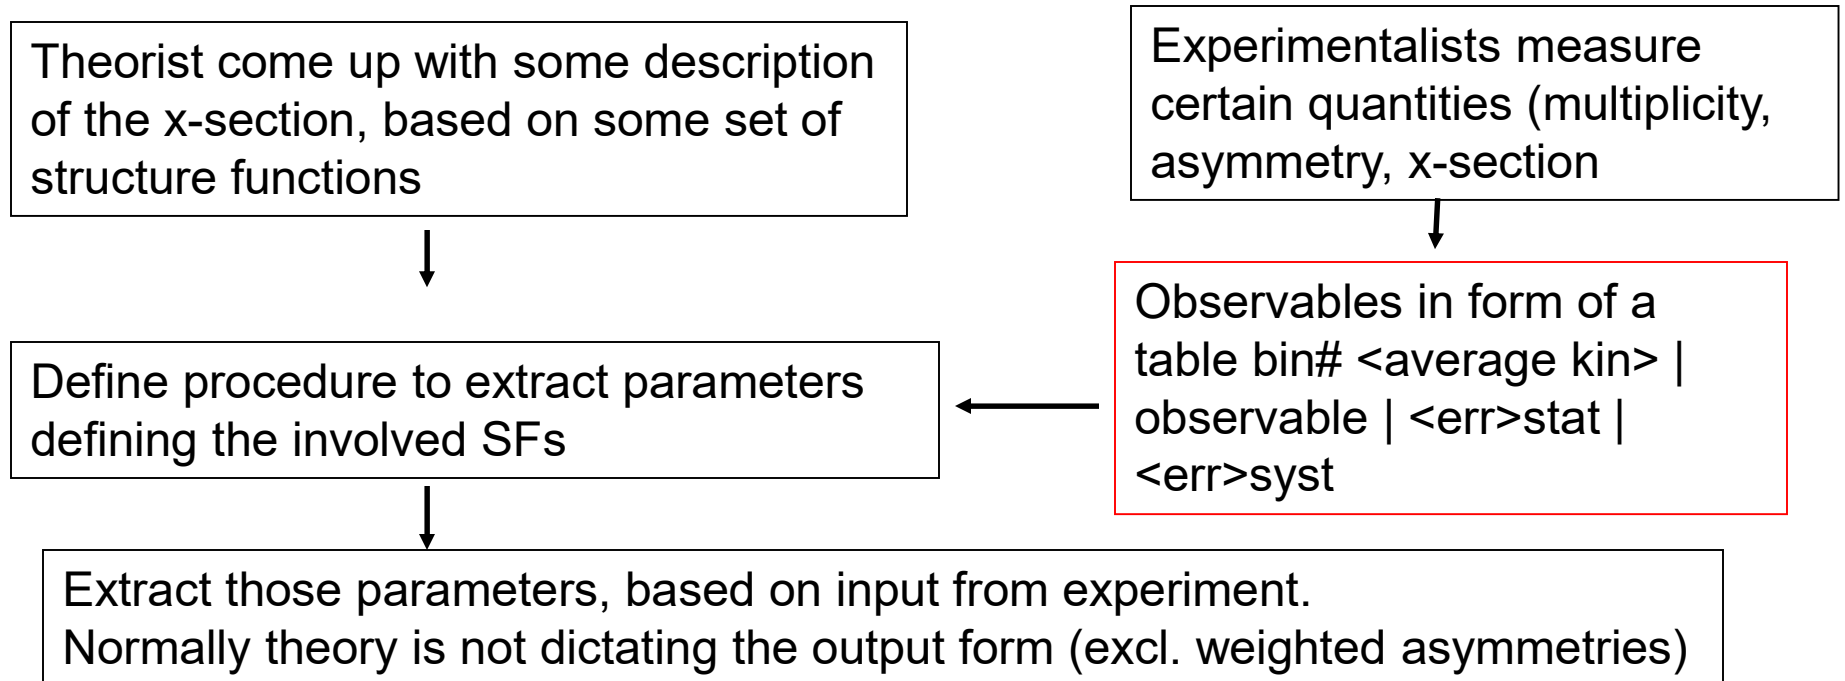 Theorist come up with some description
of the x-section, based on some set of
structure functions
Experimentalists measure
certain quantities (multiplicity,
asymmetry, x-section
Observables in form of a
table bin# <average kin> |
observable | <err>stat |
<err>syst
Define procedure to extract parameters
defining the involved SFs
Extract those parameters, based on input from experiment.
Normally theory is not dictating the output form (excl. weighted asymmetries)